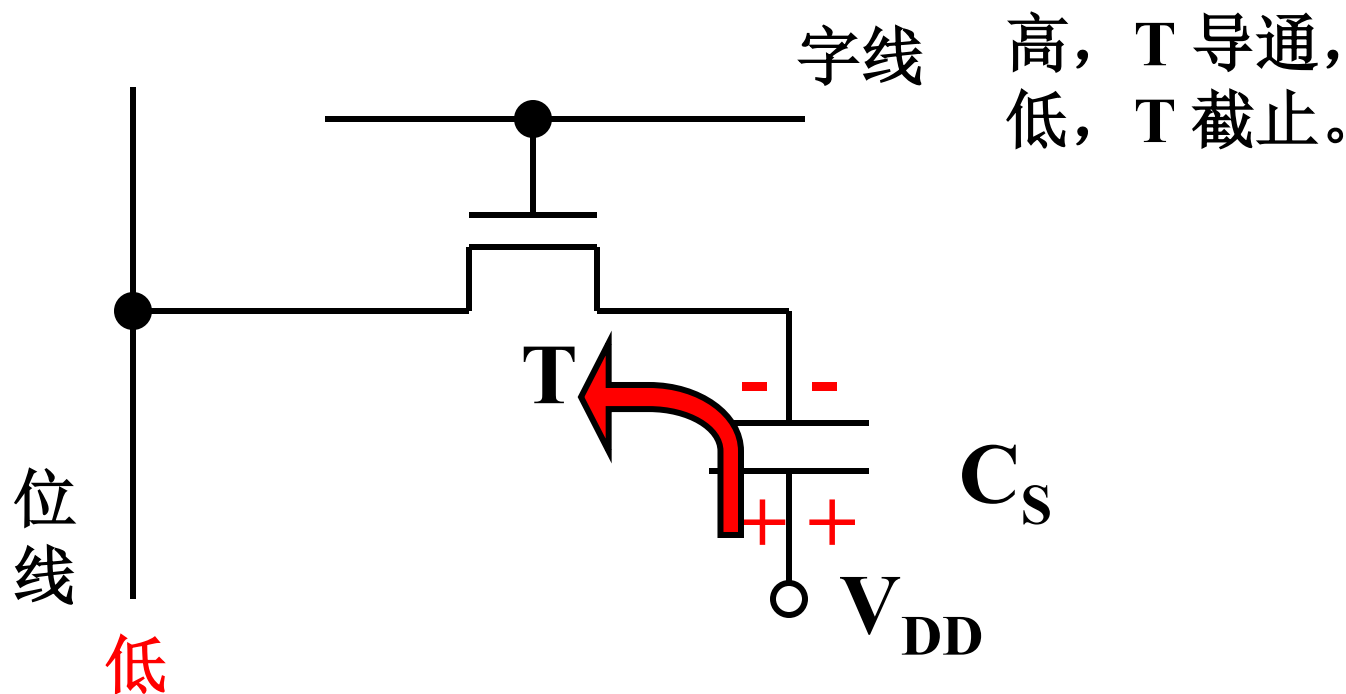 字线
高，T 导通，
低，T 截止。
T
- -
C_S
+ +
位
线
V_DD
低